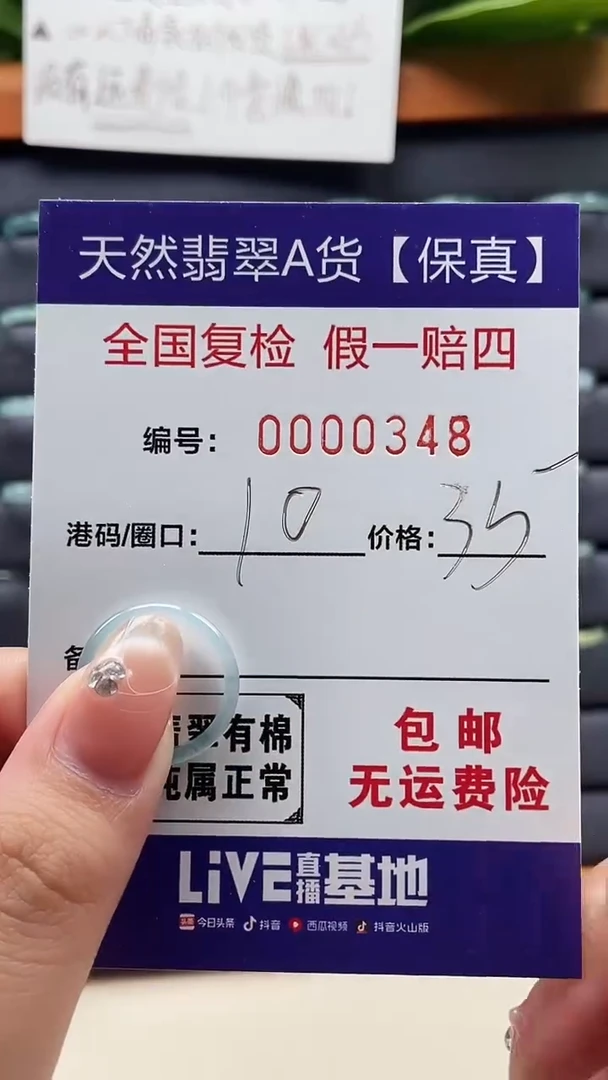 天然翡翠A货【保真】
全国复检 假一赔四
编号: 0000348
港码/圈口: 10 价格: 35
翠有棉
属正常
包邮
无运费险
LiVE直播基地
今日头条 抖音 西瓜视频 抖音火山版